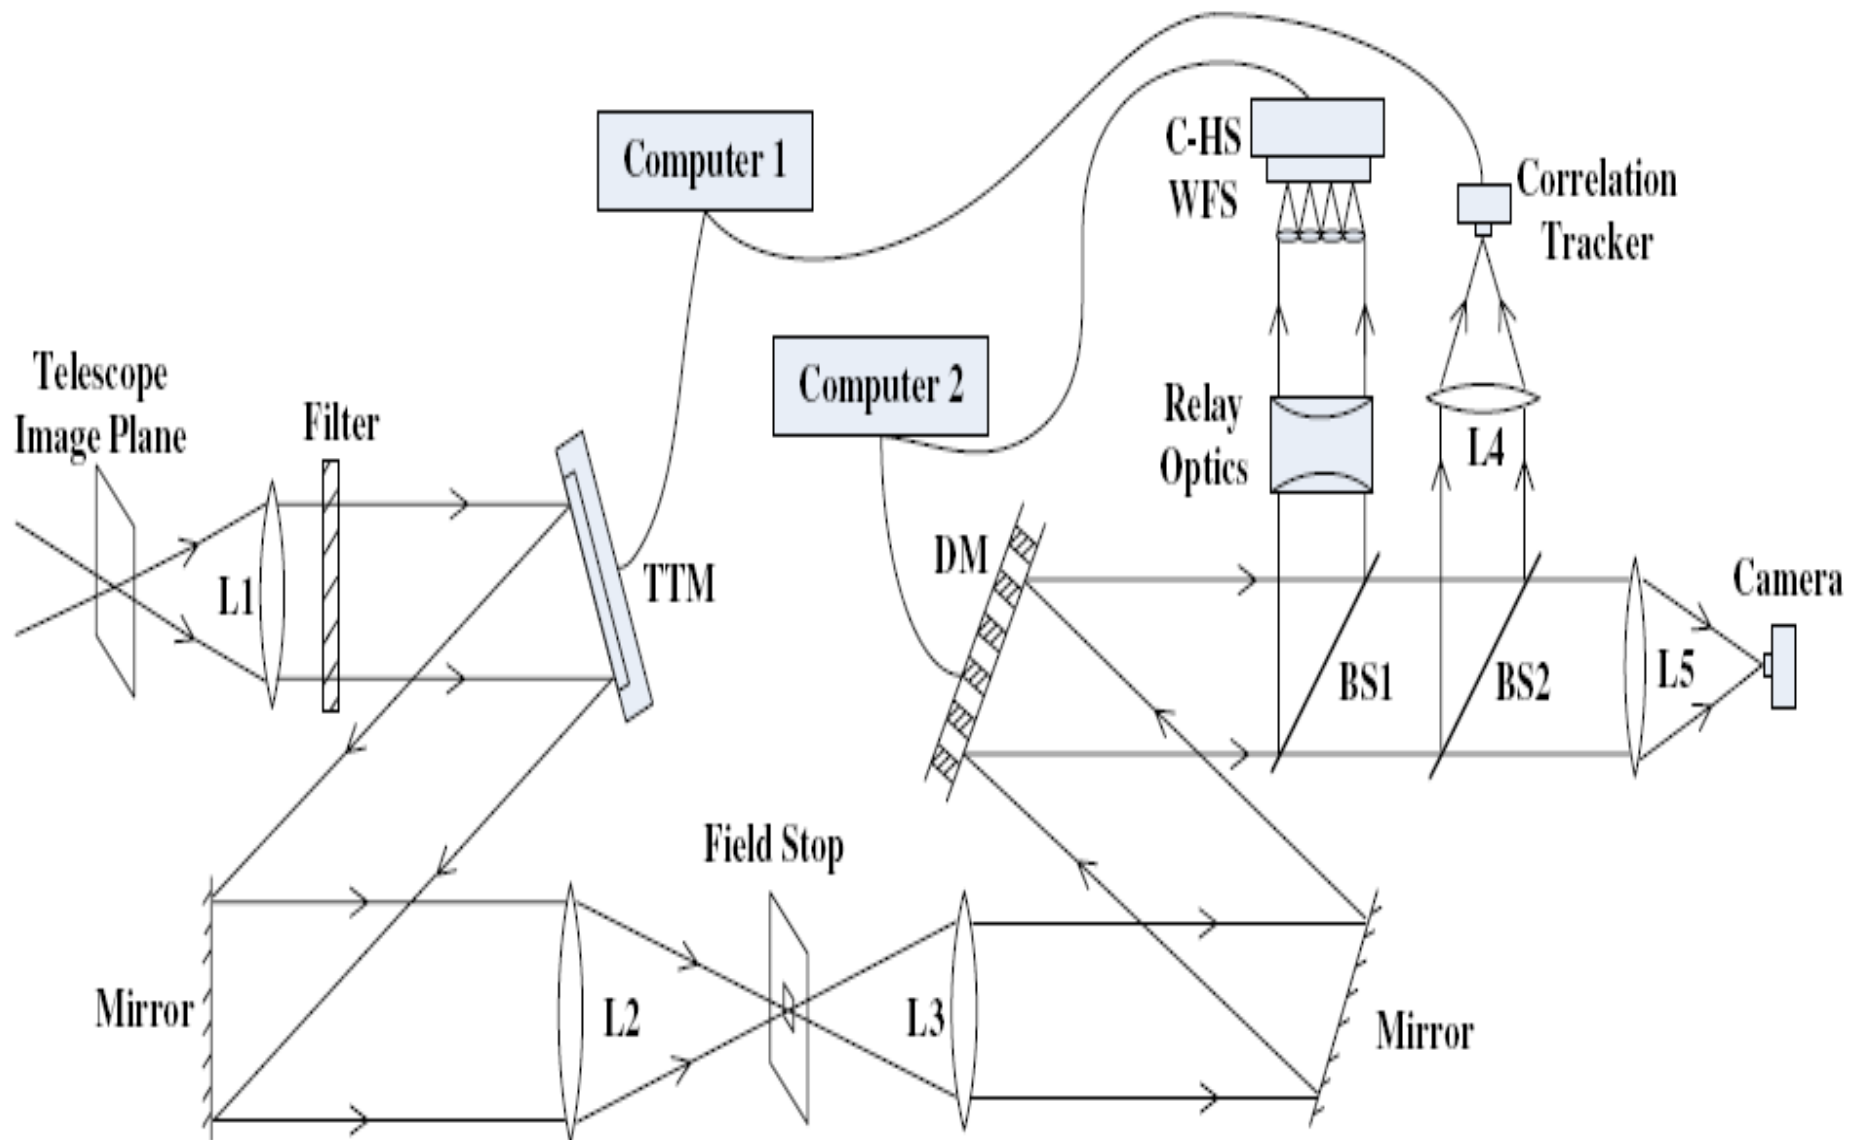 Computer 1
C-HS
WFS
Correlation
Tracker
Computer 2
Telescope
Image Plane
Filter
Relay
Optics
L4
L1
TTM
DM
BS1
BS2
L5
Camera
Field Stop
Mirror
L2
L3
Mirror